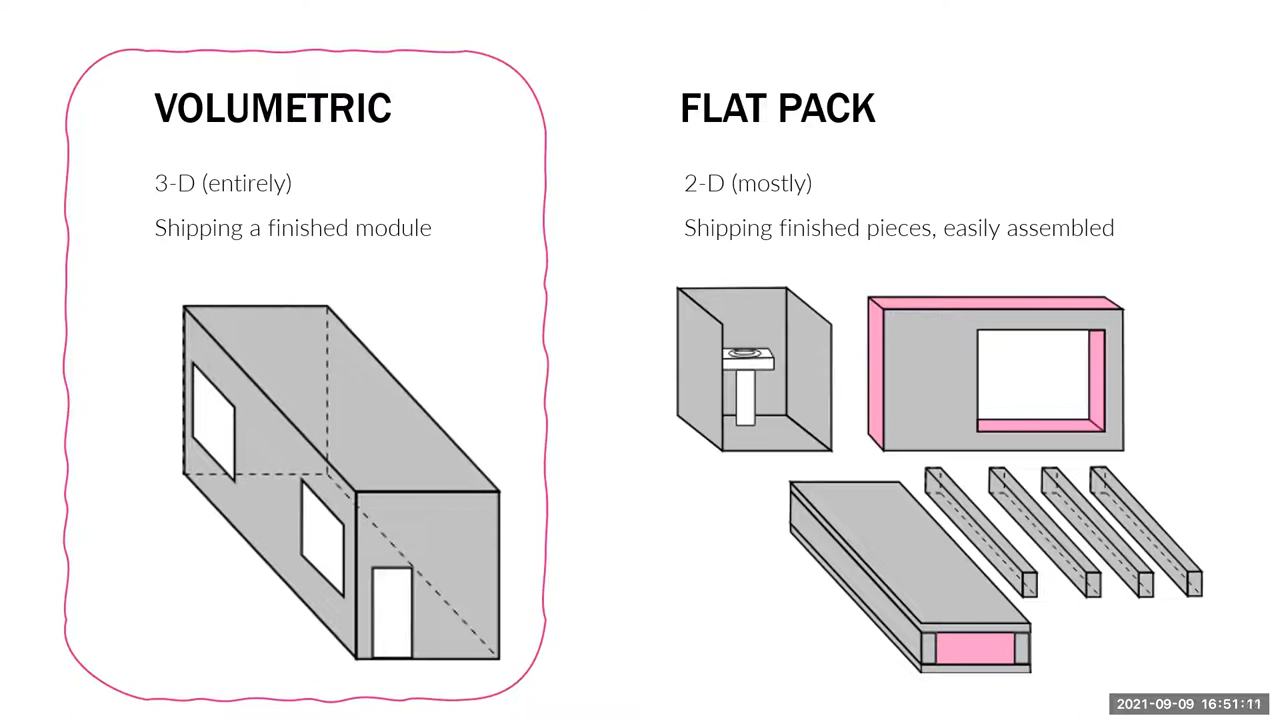 VOLUMETRIC
3-D (entirely)
Shipping a finished module
FLAT PACK
2-D (mostly)
Shipping finished pieces, easily assembled
2021-09-09 16:51:11